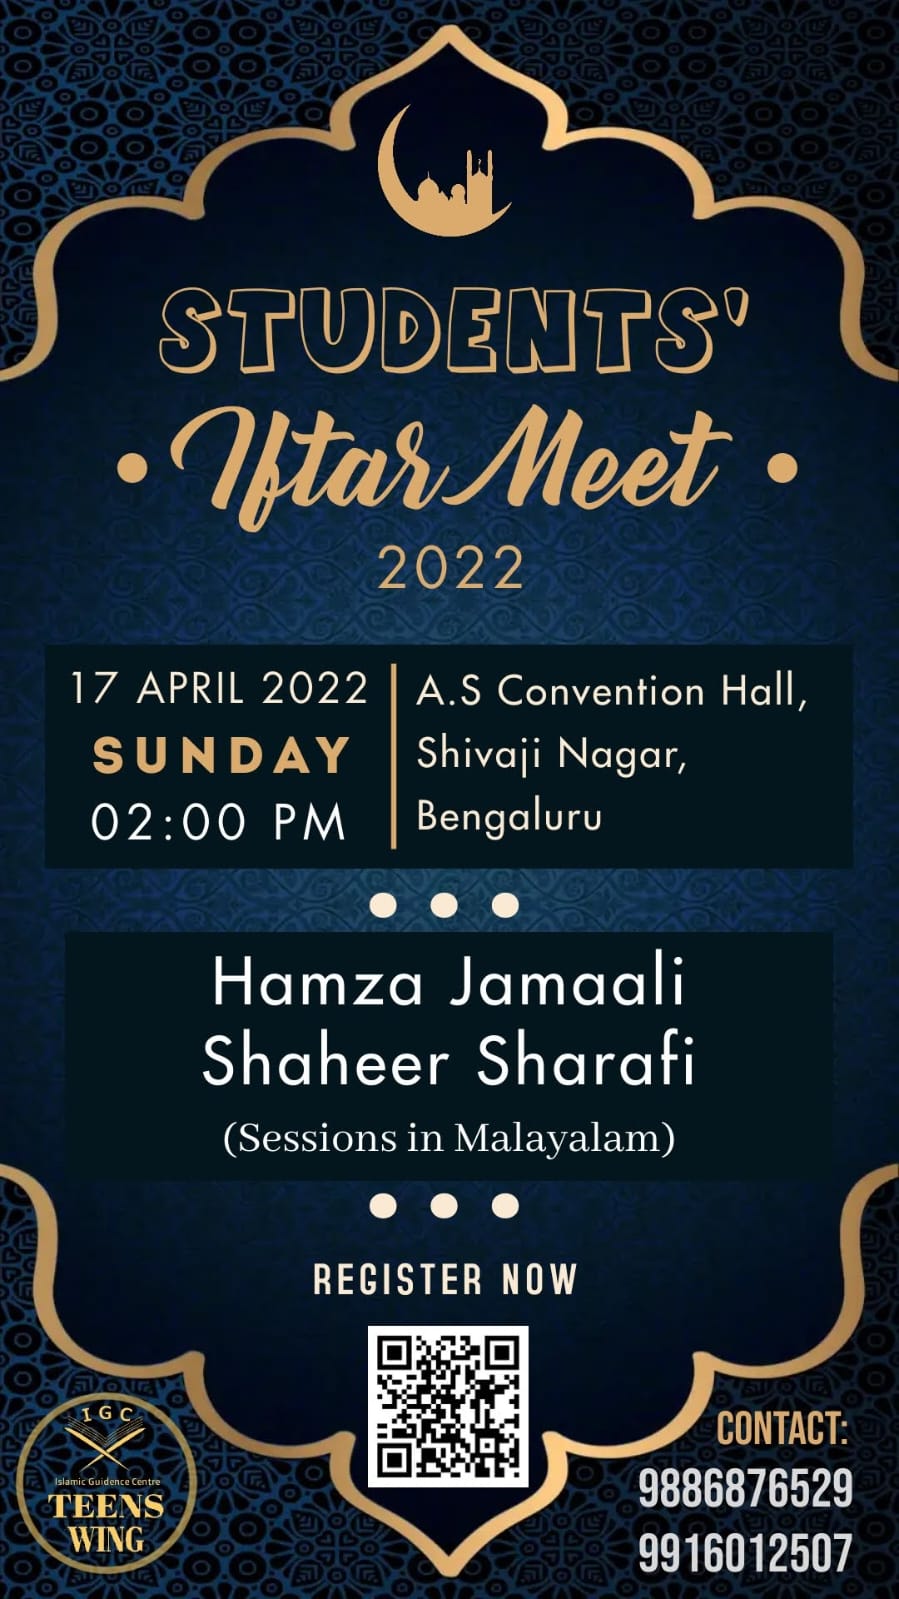 STUDENTS'
• Iftar Meet •
2022
17 APRIL 2022
SUNDAY
02:00 PM
A.S Convention Hall,
Shivaji Nagar,
Bengaluru
Hamza Jamaali
Shaheer Sharafi
(Sessions in Malayalam)
REGISTER NOW
IGC
Islamic Guidence Centre
TEENS
WING
CONTACT:
9886876529
9916012507